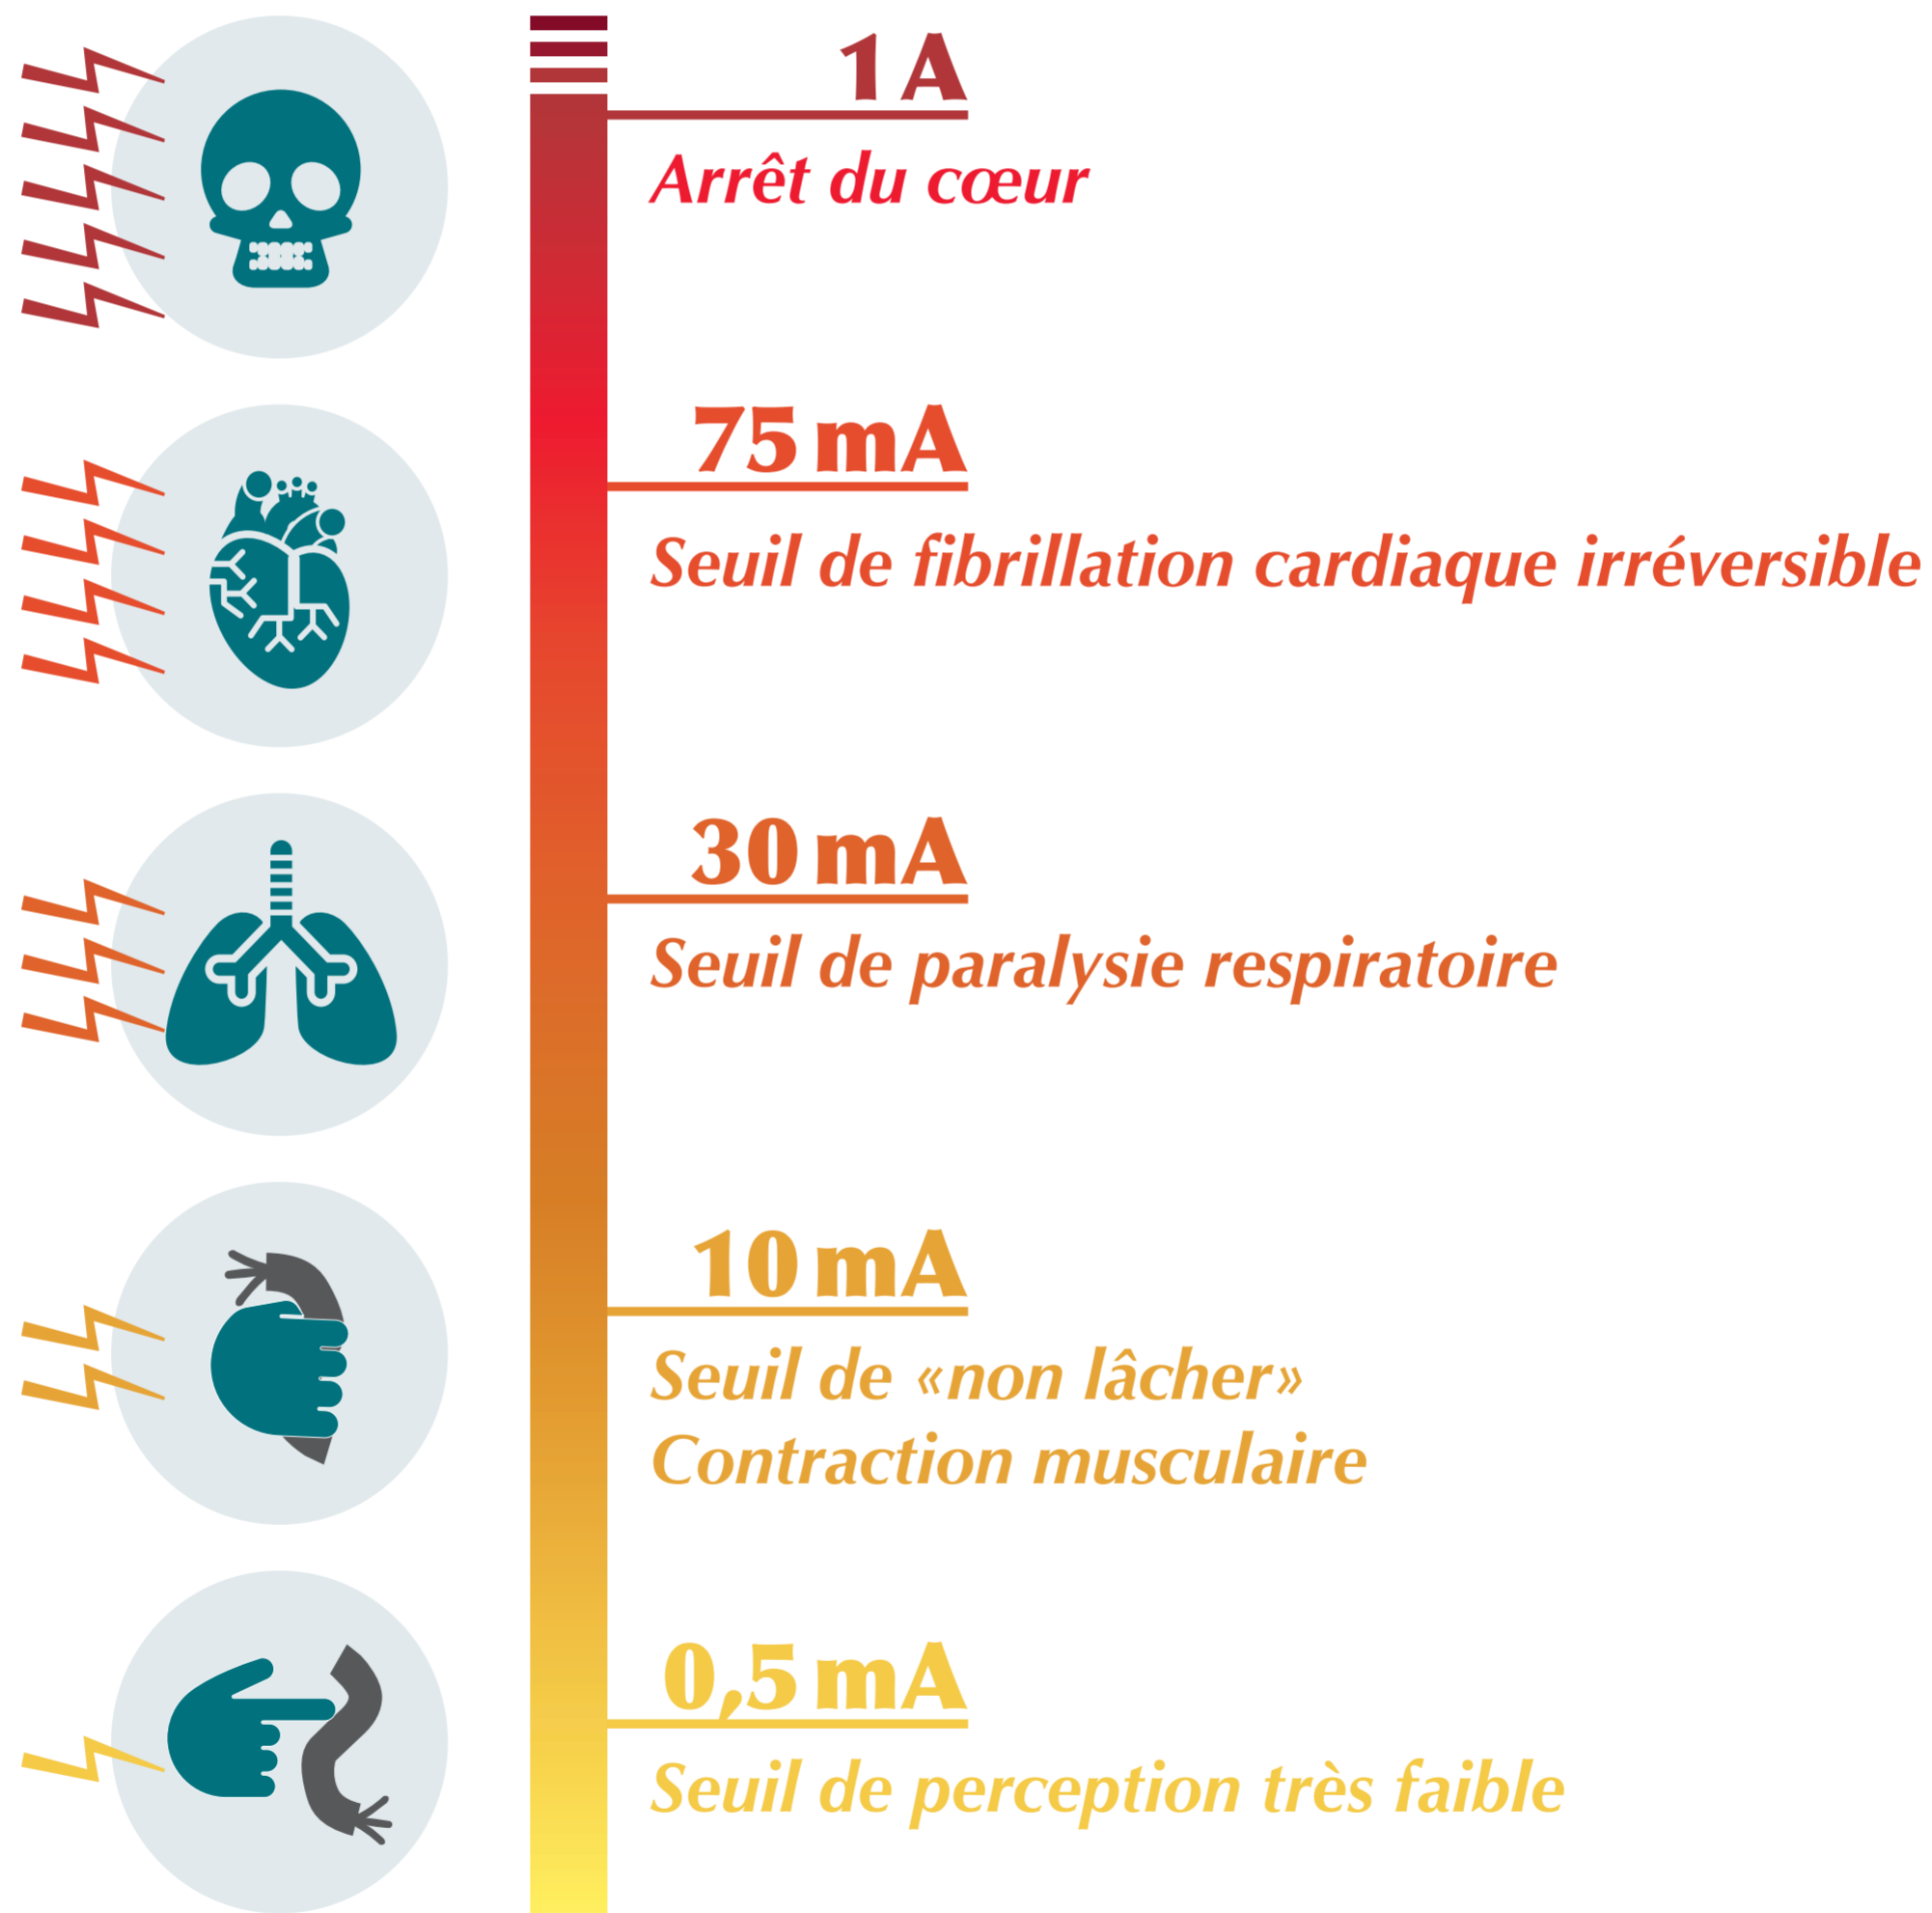 1 A
Arrêt du cœur
75 mA
Seuil de fibrillation cardiaque irréversible
30 mA
Seuil de paralysie respiratoire
10 mA
Seuil de «non lâcher»
Contraction musculaire
0,5 mA
Seuil de perception très faible